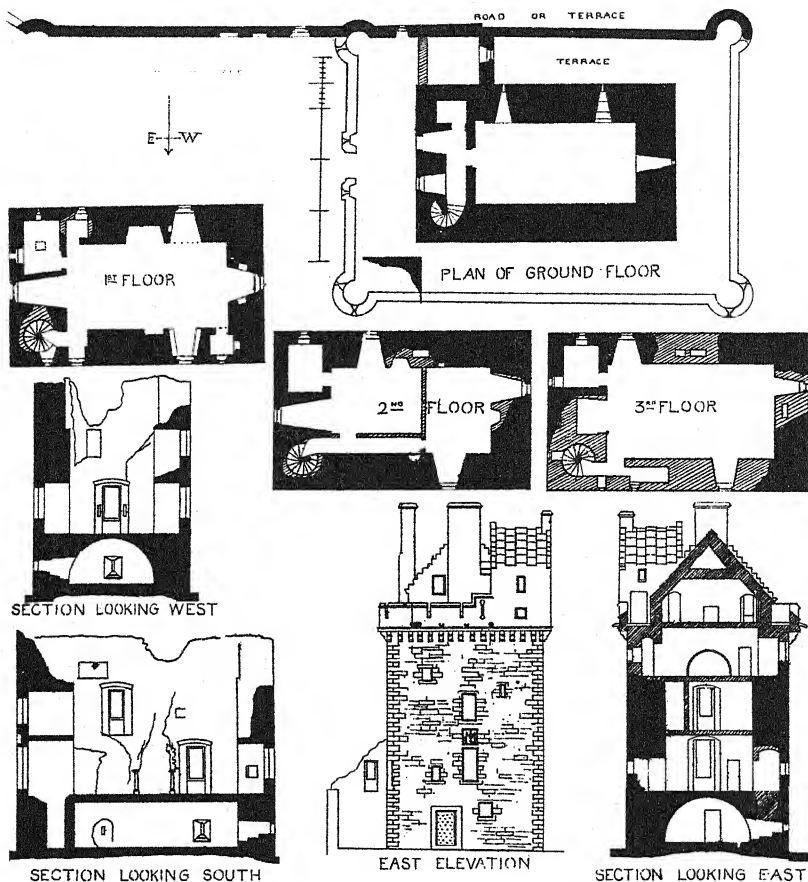 ROAD OR TERRACE
TERRACE
E W
PLAN OF GROUND FLOOR
1ST FLOOR
2ND FLOOR
3RD FLOOR
SECTION LOOKING WEST
SECTION LOOKING SOUTH
EAST ELEVATION
SECTION LOOKING EAST